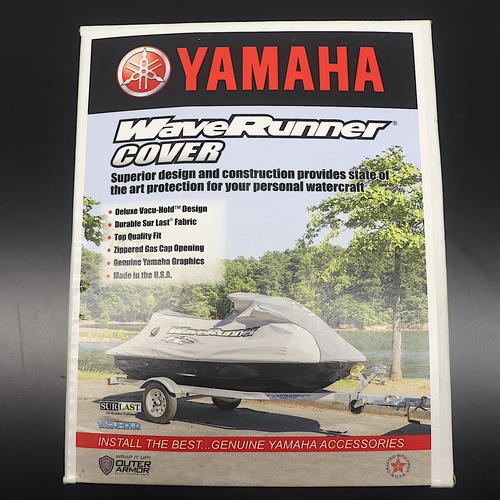 YAMAHA
WaveRunner®
COVER
Superior design and construction provides state of
the art protection for your personal watercraft
• Deluxe Vacu-Hold™ Design
• Durable Sur Last® Fabric
• Top Quality Fit
• Zippered Gas Cap Opening
• Genuine Yamaha Graphics
• Made in the U.S.A.
WaveRunner
SURLAST
VACUHOLD
INSTALL THE BEST...GENUINE YAMAHA ACCESSORIES
WRAP IT UP!
OUTER
ARMOR